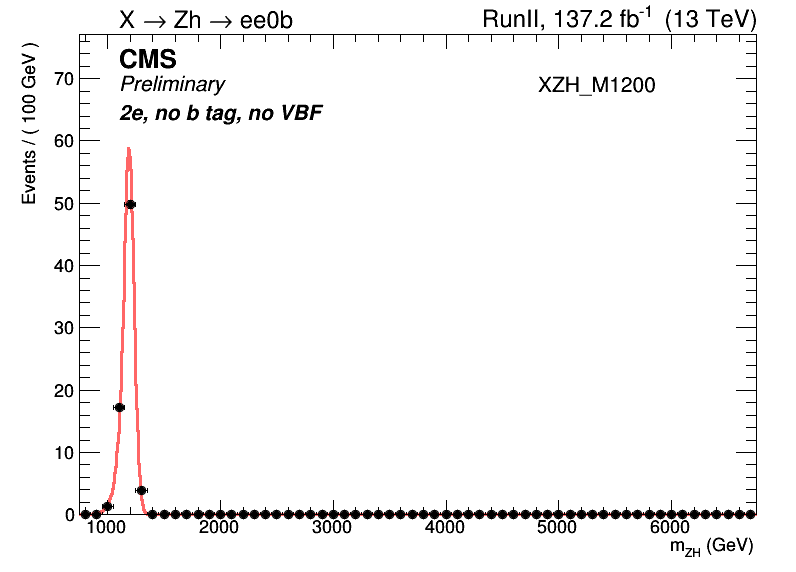 X → Zh → ee0b
RunII, 137.2 fb⁻¹ (13 TeV)
CMS
Preliminary
XZH_M1200
2e, no b tag, no VBF
Events / ( 100 GeV )
70
60
50
40
30
20
10
0
1000 2000 3000 4000 5000 6000
m_ZH (GeV)